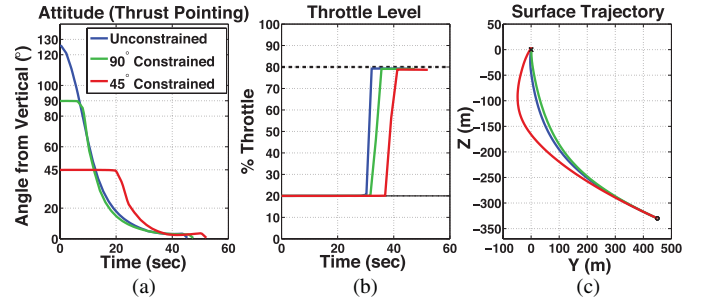 Attitude (Thrust Pointing)
Angle from Vertical (°)
130
110
90
80
60
45
20
0
0
20
40
60
Time (sec)
Unconstrained
90° Constrained
45° Constrained
(a)
Throttle Level
% Throttle
100
90
80
70
60
50
40
30
20
10
0
0
20
40
60
Time (sec)
(b)
Surface Trajectory
Z (m)
50
0
-50
-100
-150
-200
-250
-300
-350
-100
0
100
200
300
400
500
Y (m)
(c)